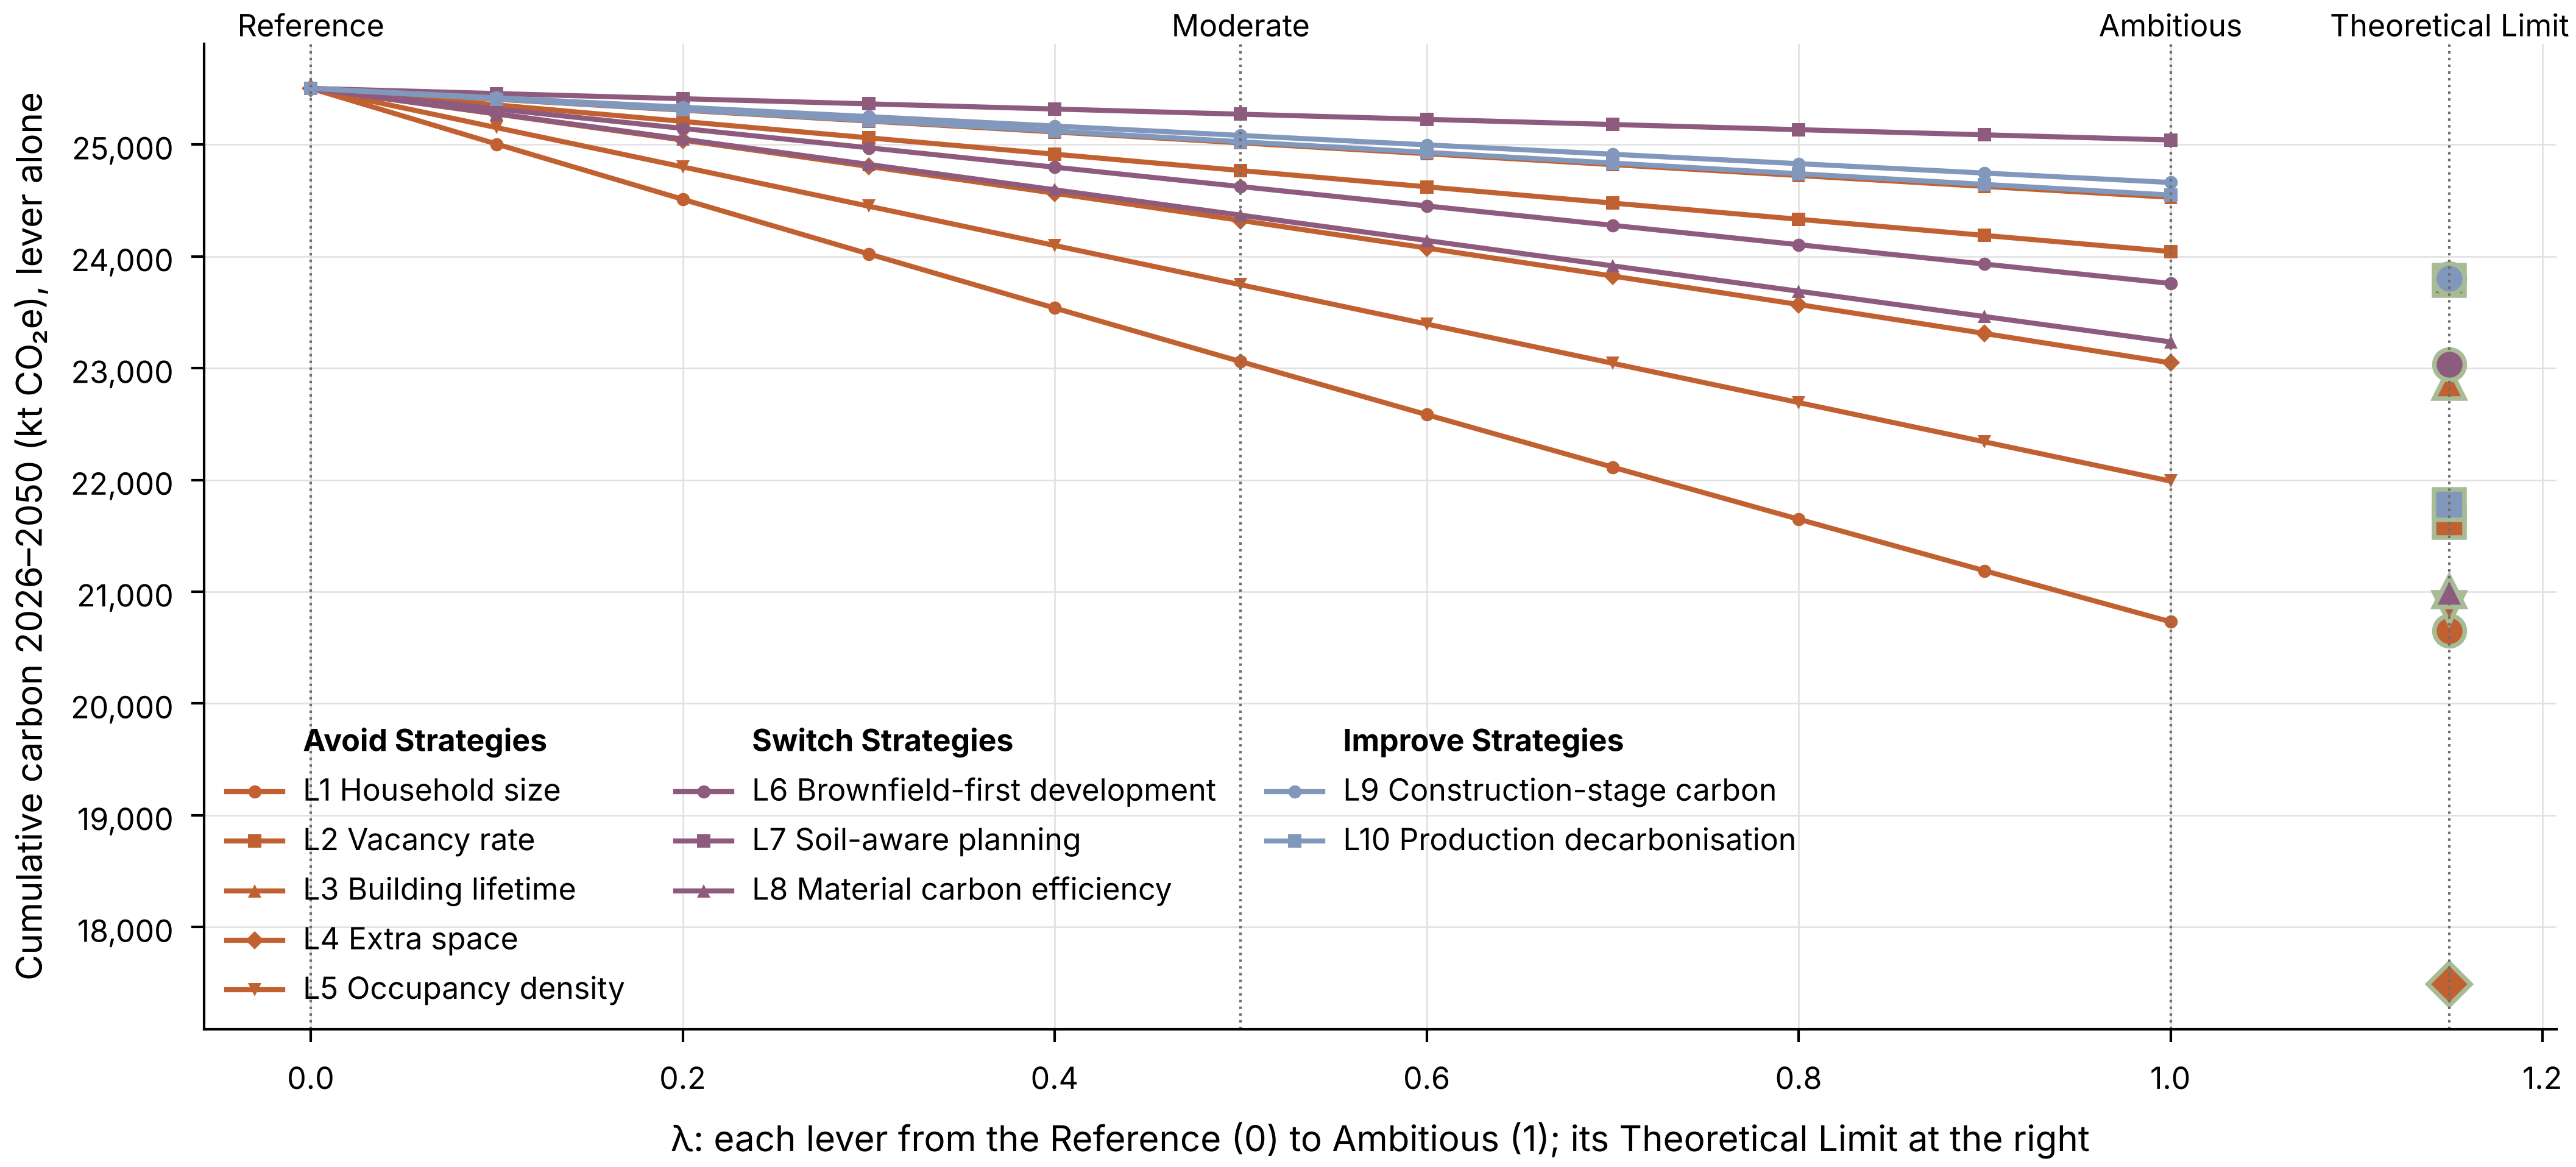 Reference
Moderate
Ambitious
Theoretical Limit
Cumulative carbon 2026–2050 (kt CO₂e), lever alone
25,000
24,000
23,000
22,000
21,000
20,000
19,000
18,000
Avoid Strategies
L1 Household size
L2 Vacancy rate
L3 Building lifetime
L4 Extra space
L5 Occupancy density
Switch Strategies
L6 Brownfield-first development
L7 Soil-aware planning
L8 Material carbon efficiency
Improve Strategies
L9 Construction-stage carbon
L10 Production decarbonisation
0.0
0.2
0.4
0.6
0.8
1.0
1.2
λ: each lever from the Reference (0) to Ambitious (1); its Theoretical Limit at the right